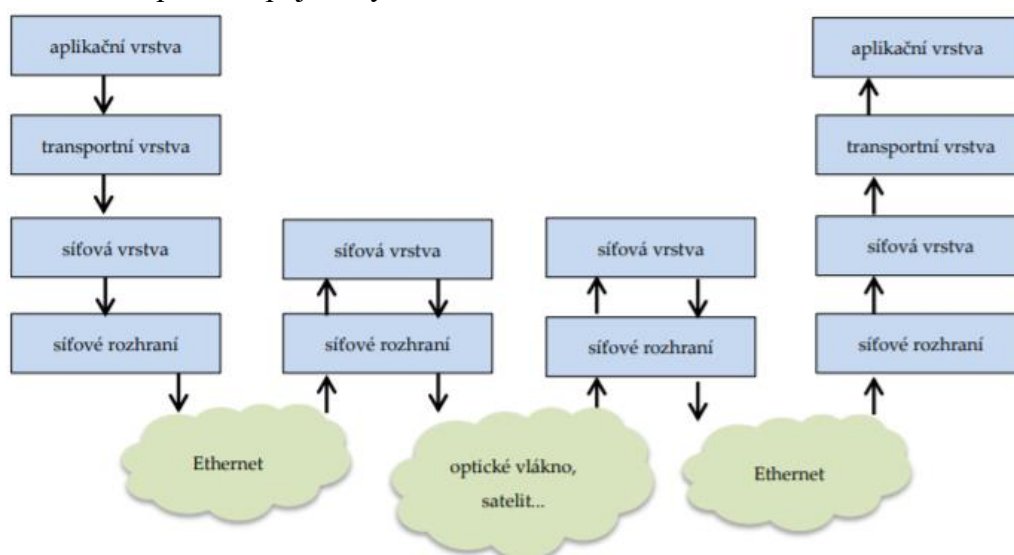 aplikační vrstva
aplikační vrstva
transportní vrstva
transportní vrstva
síťová vrstva
síťová vrstva
síťová vrstva
síťová vrstva
síťové rozhraní
síťové rozhraní
síťové rozhraní
síťové rozhraní
Ethernet
optické vlákno,
satelit...
Ethernet